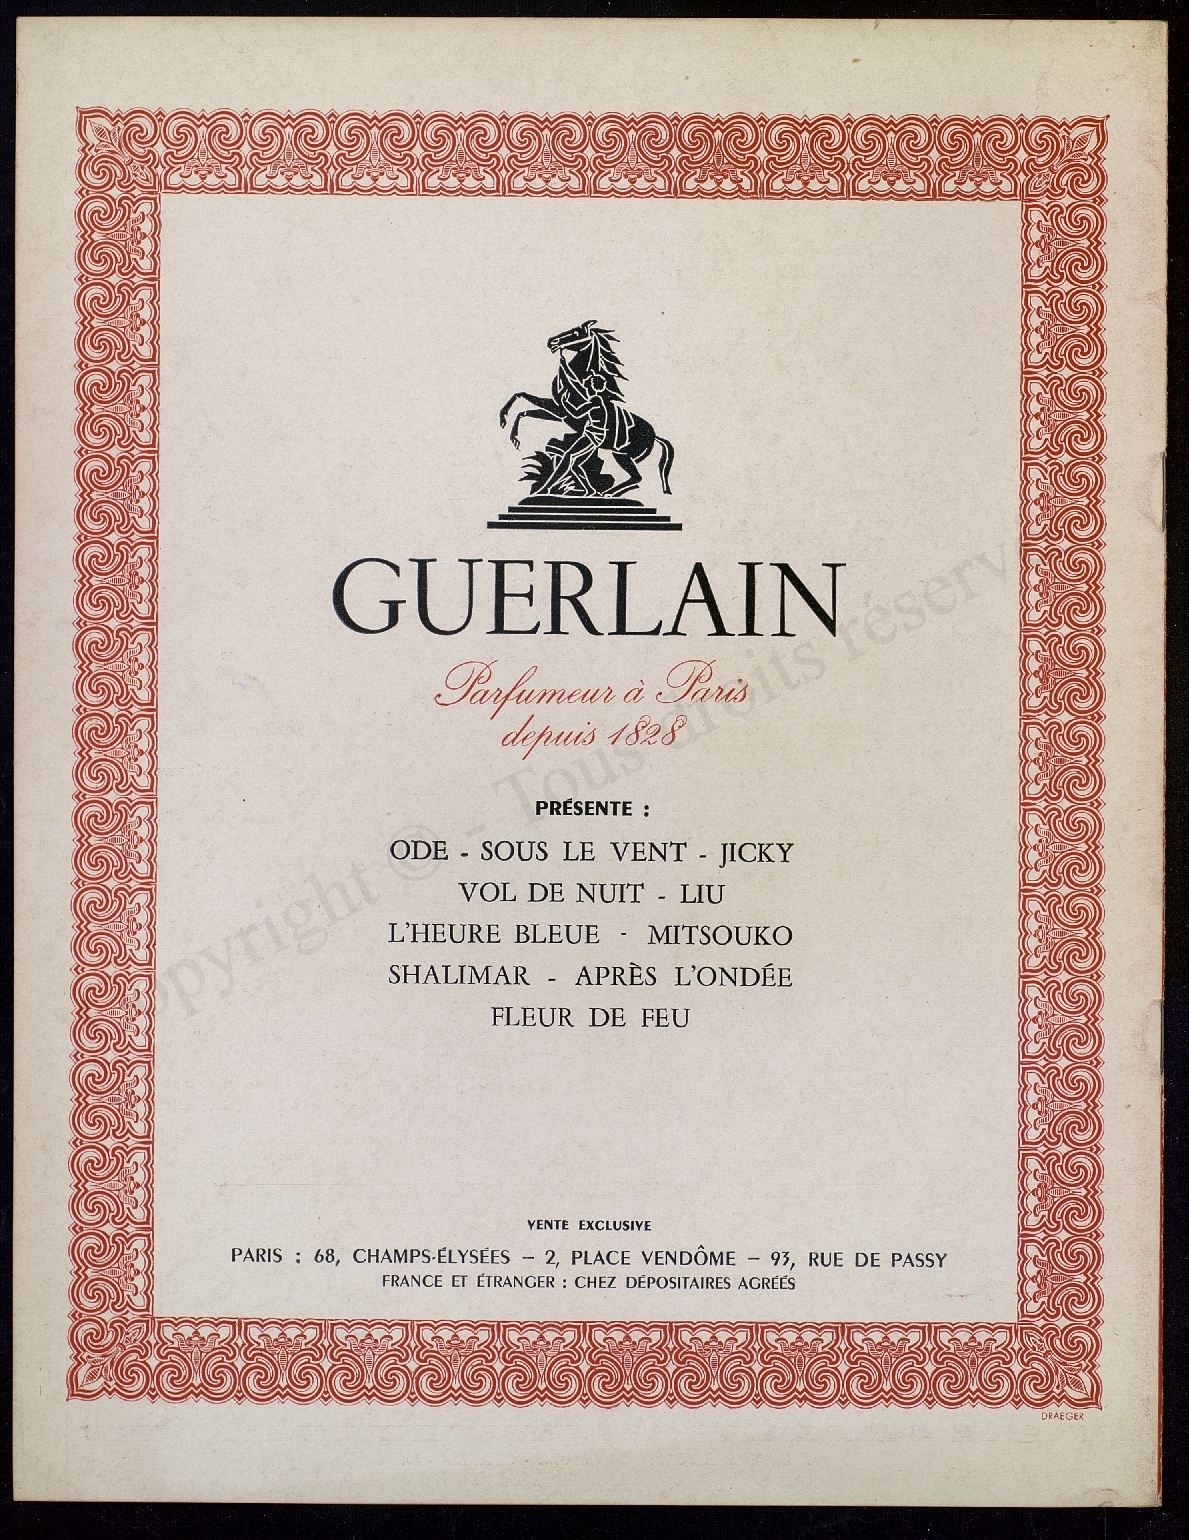 GUERLAIN
Parfumeur à Paris
depuis 1828
PRÉSENTE :
ODE - SOUS LE VENT - JICKY
VOL DE NUIT - LIU
L'HEURE BLEUE - MITSOUKO
SHALIMAR - APRÈS L'ONDÉE
FLEUR DE FEU
VENTE EXCLUSIVE
PARIS : 68, CHAMPS-ÉLYSÉES – 2, PLACE VENDÔME – 93, RUE DE PASSY
FRANCE ET ÉTRANGER : CHEZ DÉPOSITAIRES AGRÉÉS
DRAEGER
opyright © - Tous droits réserv